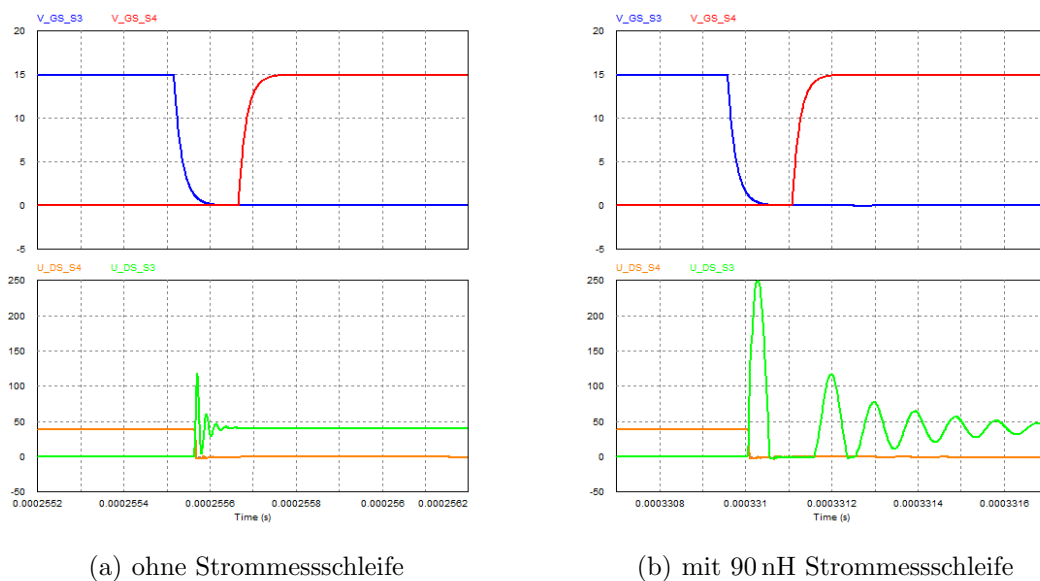 V_GS_S3 V_GS_S4
20
15
10
5
0
-5
U_DS_S4 U_DS_S3
250
200
150
100
50
0
-50
0.0002552 0.0002554 0.0002556 0.0002558 0.000256 0.0002562
Time (s)
(a) ohne Strommessschleife
V_GS_S3 V_GS_S4
20
15
10
5
0
-5
U_DS_S4 U_DS_S3
250
200
150
100
50
0
-50
0.0003308 0.000331 0.0003312 0.0003314 0.0003316
Time (s)
(b) mit 90 nH Strommessschleife